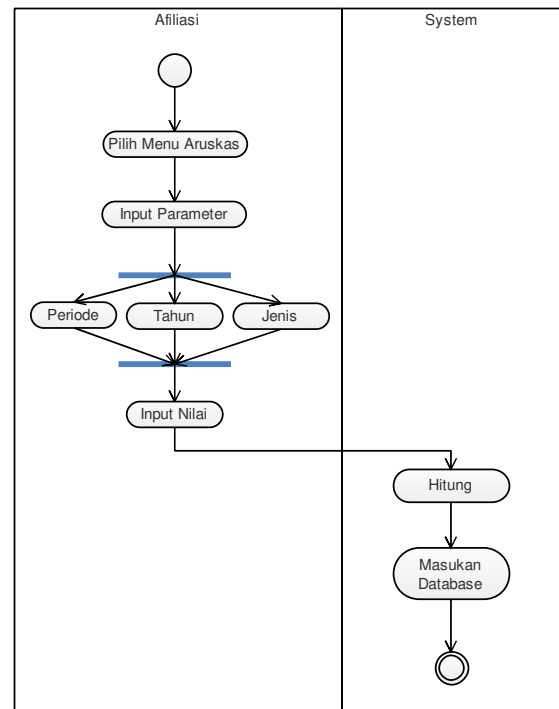 Afiliasi
System
Pilih Menu Aruskas
Input Parameter
Periode
Tahun
Jenis
Input Nilai
Hitung
Masukan
Database